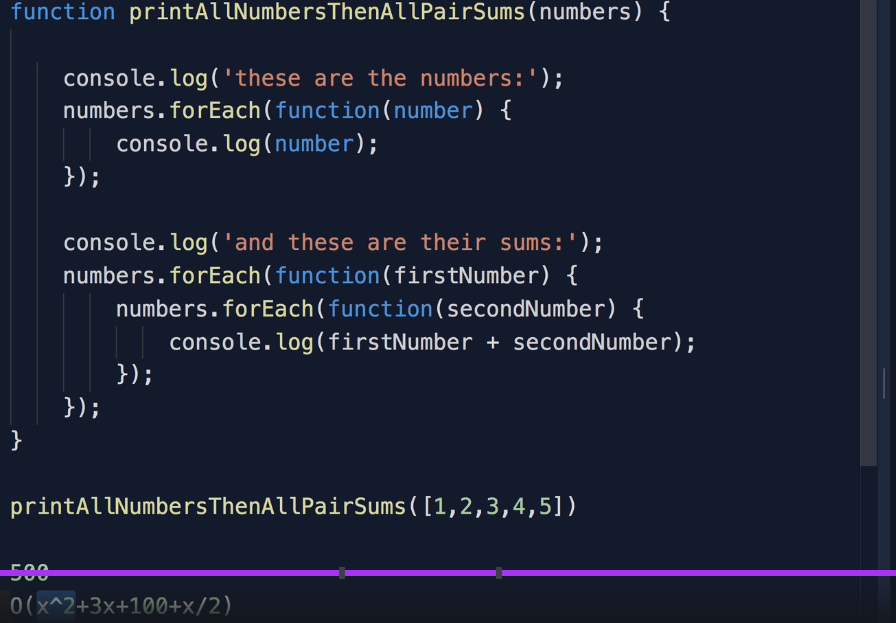 function printAllNumbersThenAllPairSums(numbers) {
console.log('these are the numbers:');
numbers.forEach(function(number) {
console.log(number);
});
console.log('and these are their sums:');
numbers.forEach(function(firstNumber) {
numbers.forEach(function(secondNumber) {
console.log(firstNumber + secondNumber);
});
});
}
printAllNumbersThenAllPairSums([1,2,3,4,5])
500
O(x^2+3x+100+x/2)